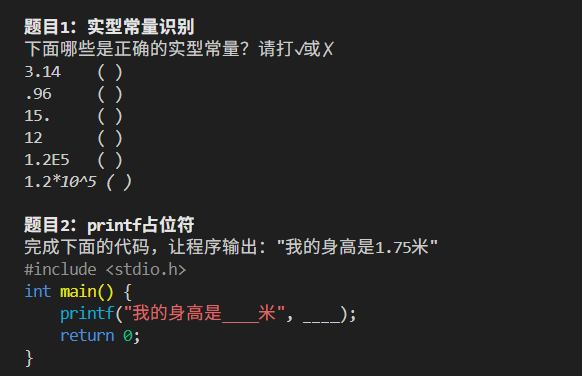 题目1：实型常量识别
下面哪些是正确的实型常量？请打✓或✗
3.14 ( )
.96 ( )
15. ( )
12 ( )
1.2E5 ( )
1.2*10^5 ( )
题目2：printf占位符
完成下面的代码，让程序输出："我的身高是1.75米"
#include <stdio.h>
int main() {
printf("我的身高是____米", ____);
return 0;
}